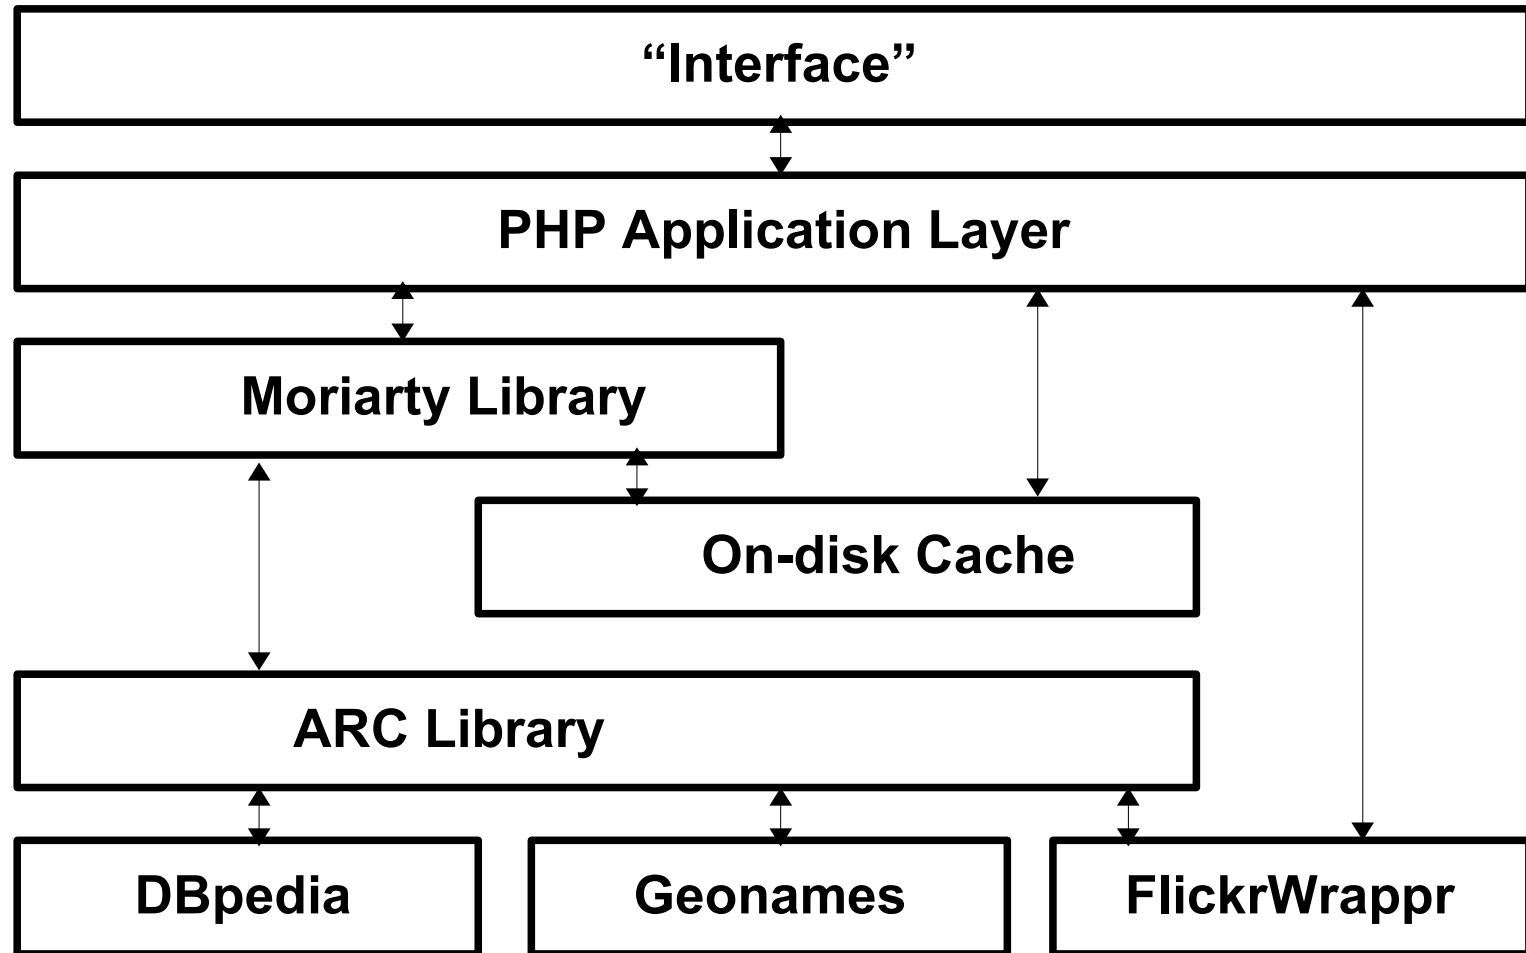 “Interface”
PHP Application Layer
Moriarty Library
On-disk Cache
ARC Library
DBpedia
Geonames
FlickrWrappr